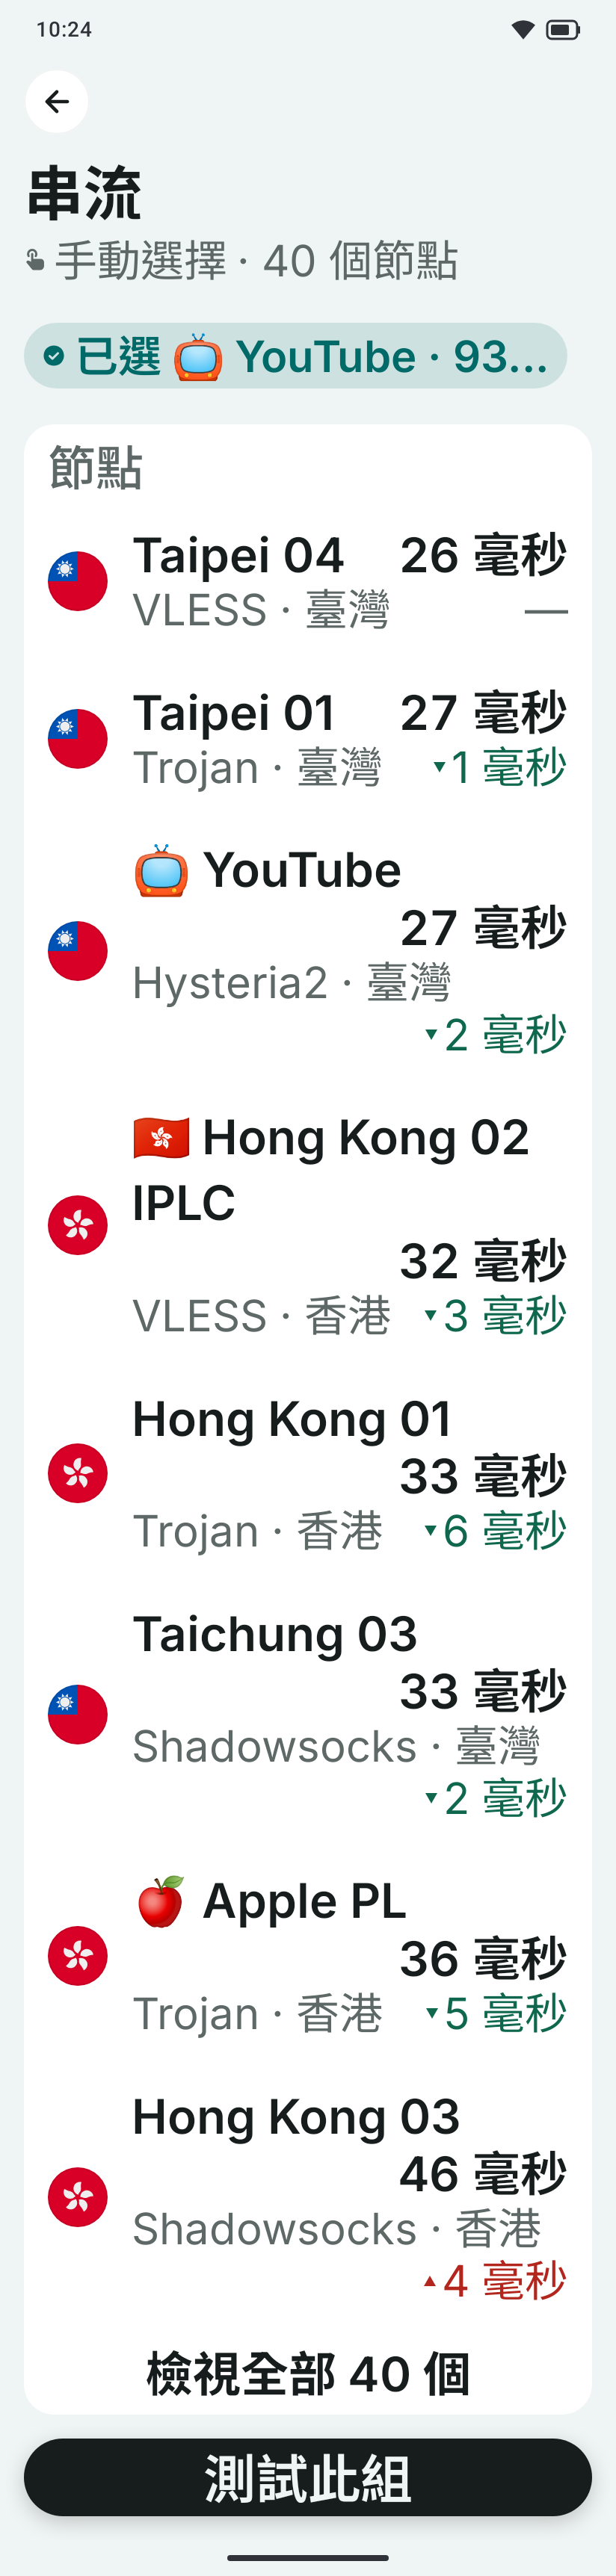 10:24
串流
手動選擇 · 40 個節點
已選 📺 YouTube · 93...
節點
Taipei 04 26 毫秒
VLESS · 臺灣 —
Taipei 01 27 毫秒
Trojan · 臺灣 ▼1 毫秒
📺 YouTube
27 毫秒
Hysteria2 · 臺灣
▼2 毫秒
🇭🇰 Hong Kong 02
IPLC
32 毫秒
VLESS · 香港 ▼3 毫秒
Hong Kong 01
33 毫秒
Trojan · 香港 ▼6 毫秒
Taichung 03
33 毫秒
Shadowsocks · 臺灣
▼2 毫秒
🍎 Apple PL
36 毫秒
Trojan · 香港 ▼5 毫秒
Hong Kong 03
46 毫秒
Shadowsocks · 香港
▲4 毫秒
檢視全部 40 個
測試此組